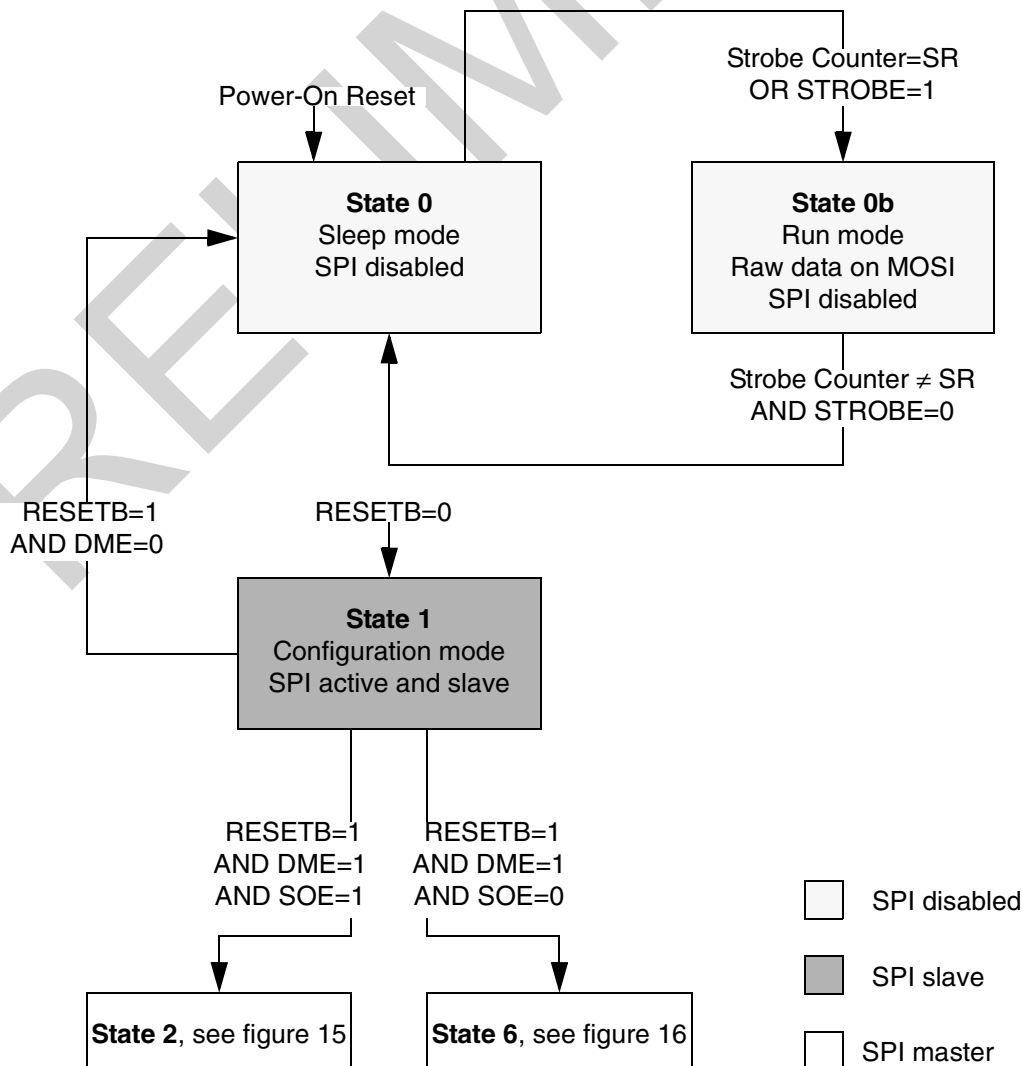 Strobe Counter=SR
OR STROBE=1
Power-On Reset
State 0
Sleep mode
SPI disabled
State 0b
Run mode
Raw data on MOSI
SPI disabled
Strobe Counter ≠ SR
AND STROBE=0
RESETB=1
AND DME=0
RESETB=0
State 1
Configuration mode
SPI active and slave
RESETB=1
AND DME=1
AND SOE=1
RESETB=1
AND DME=1
AND SOE=0
SPI disabled
SPI slave
SPI master
State 2, see figure 15
State 6, see figure 16